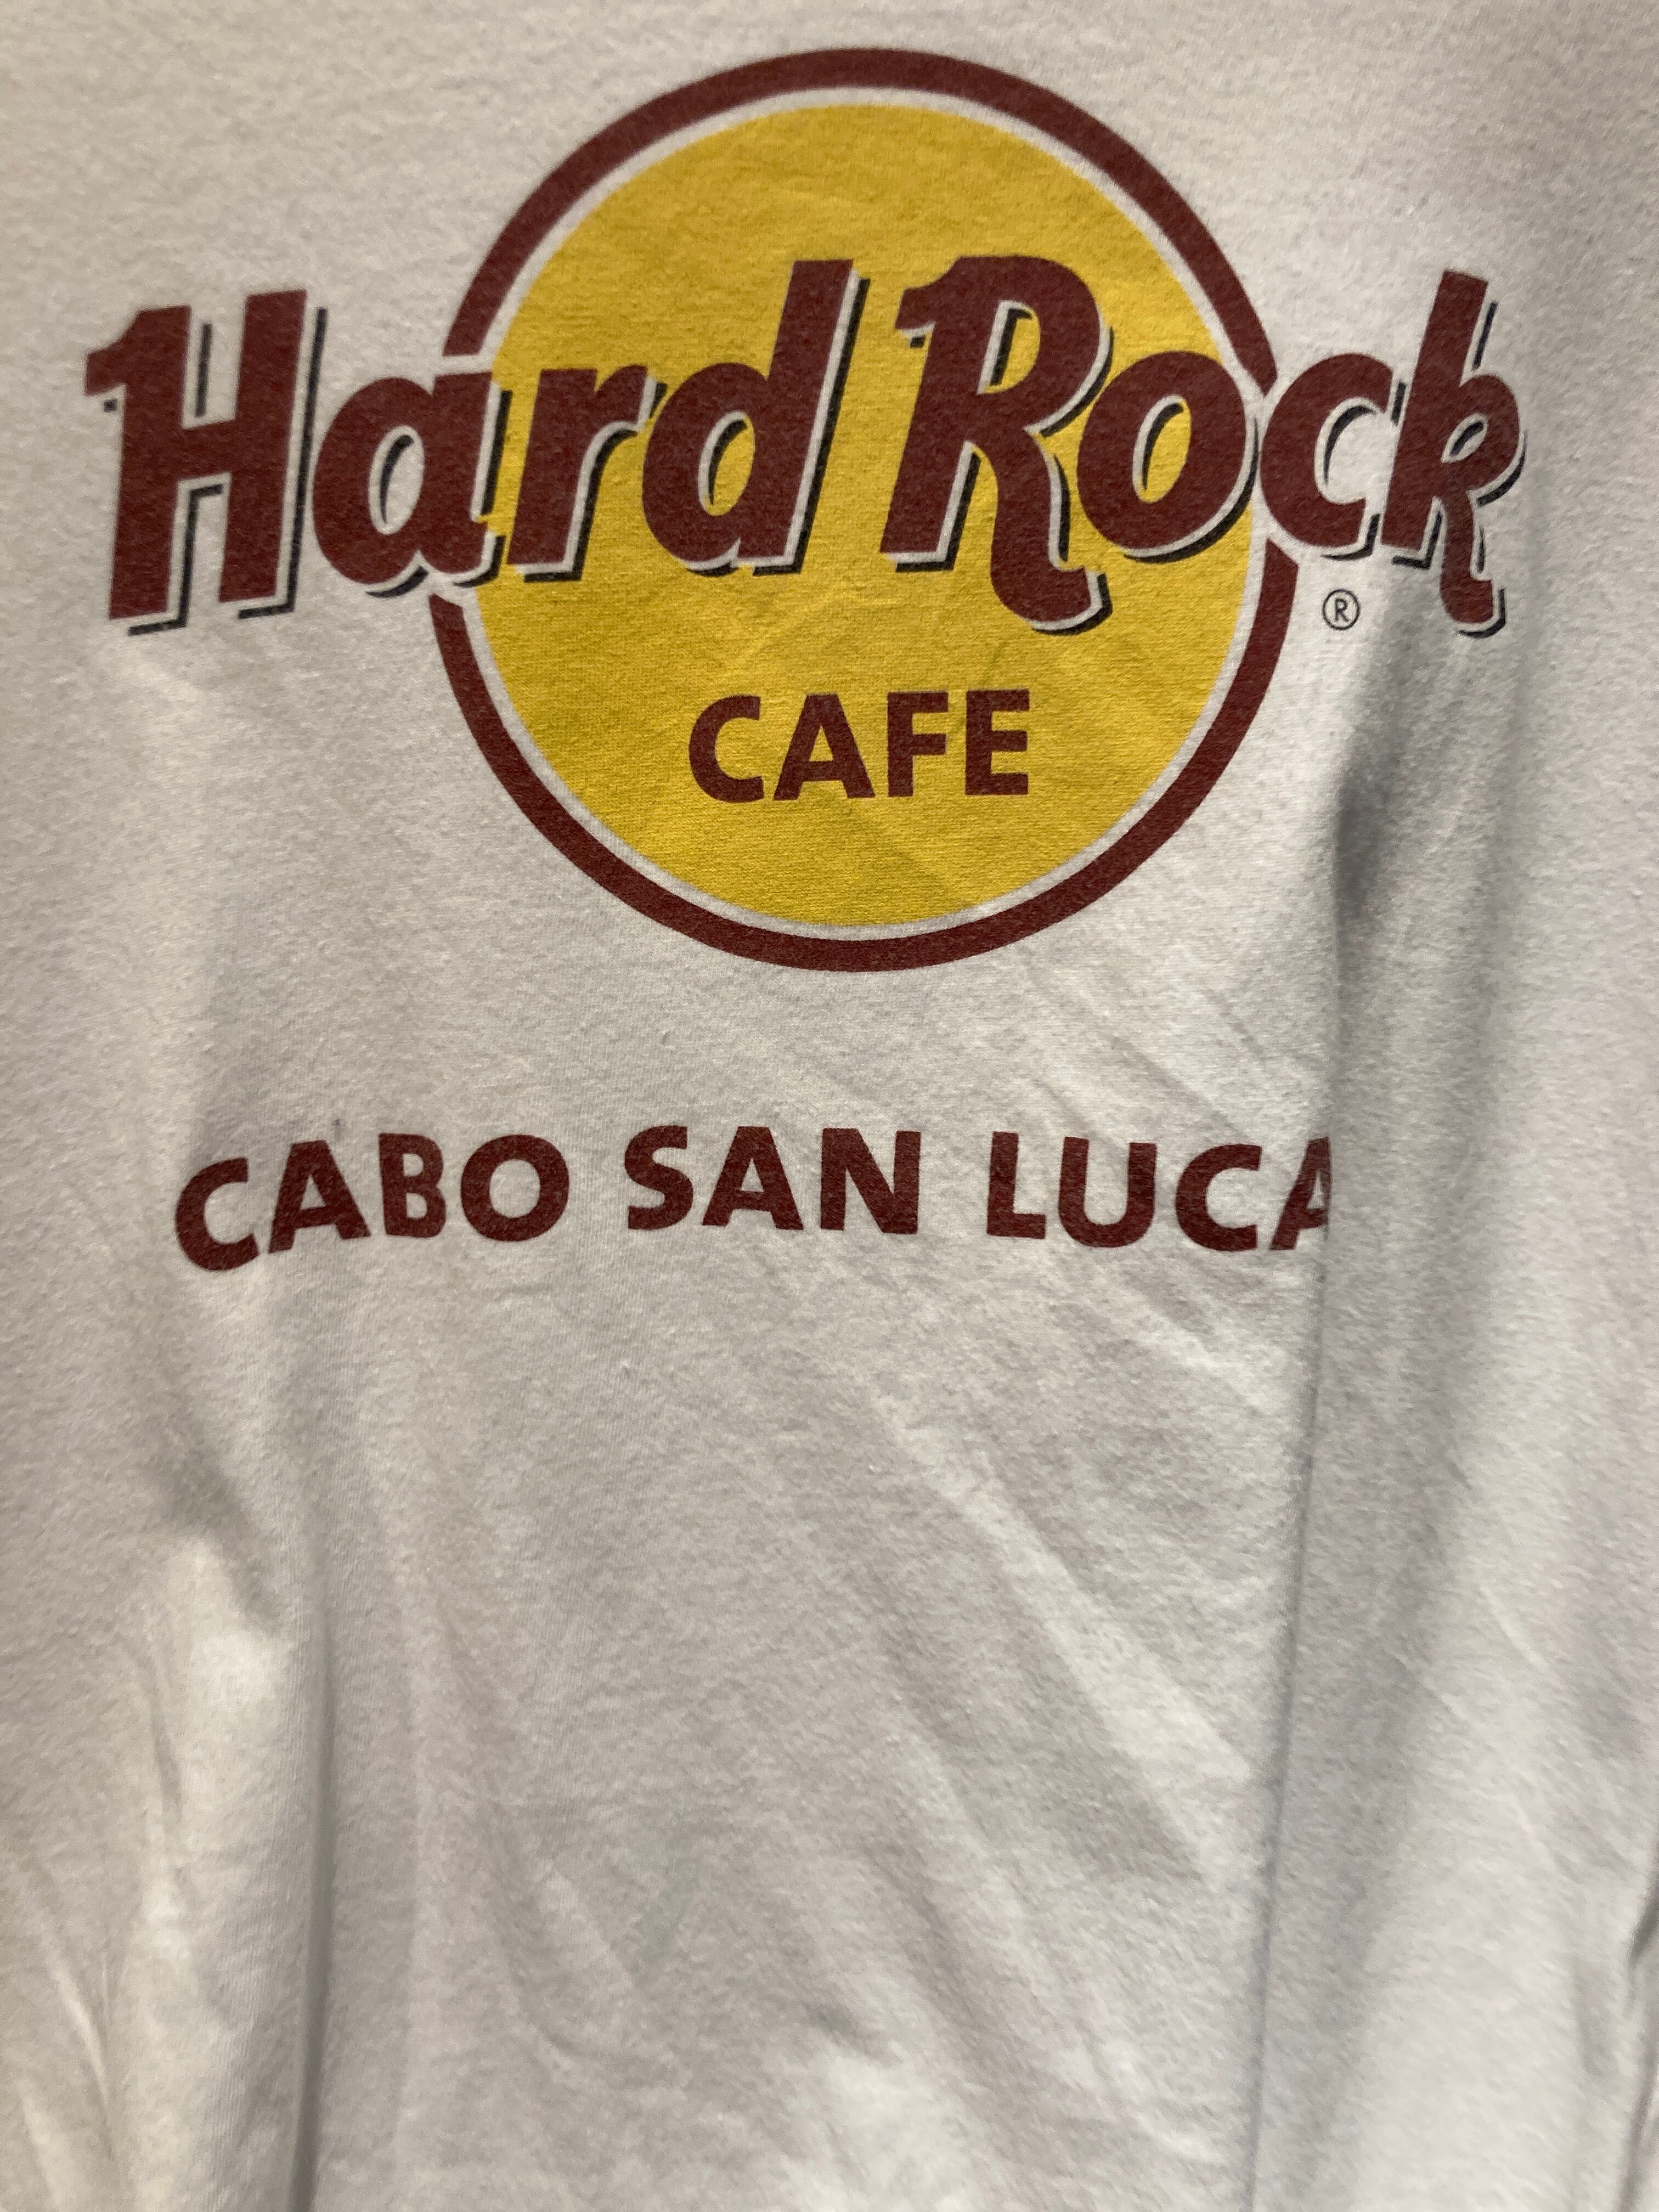 Hard Rock
®
CAFE
CABO SAN LUCA